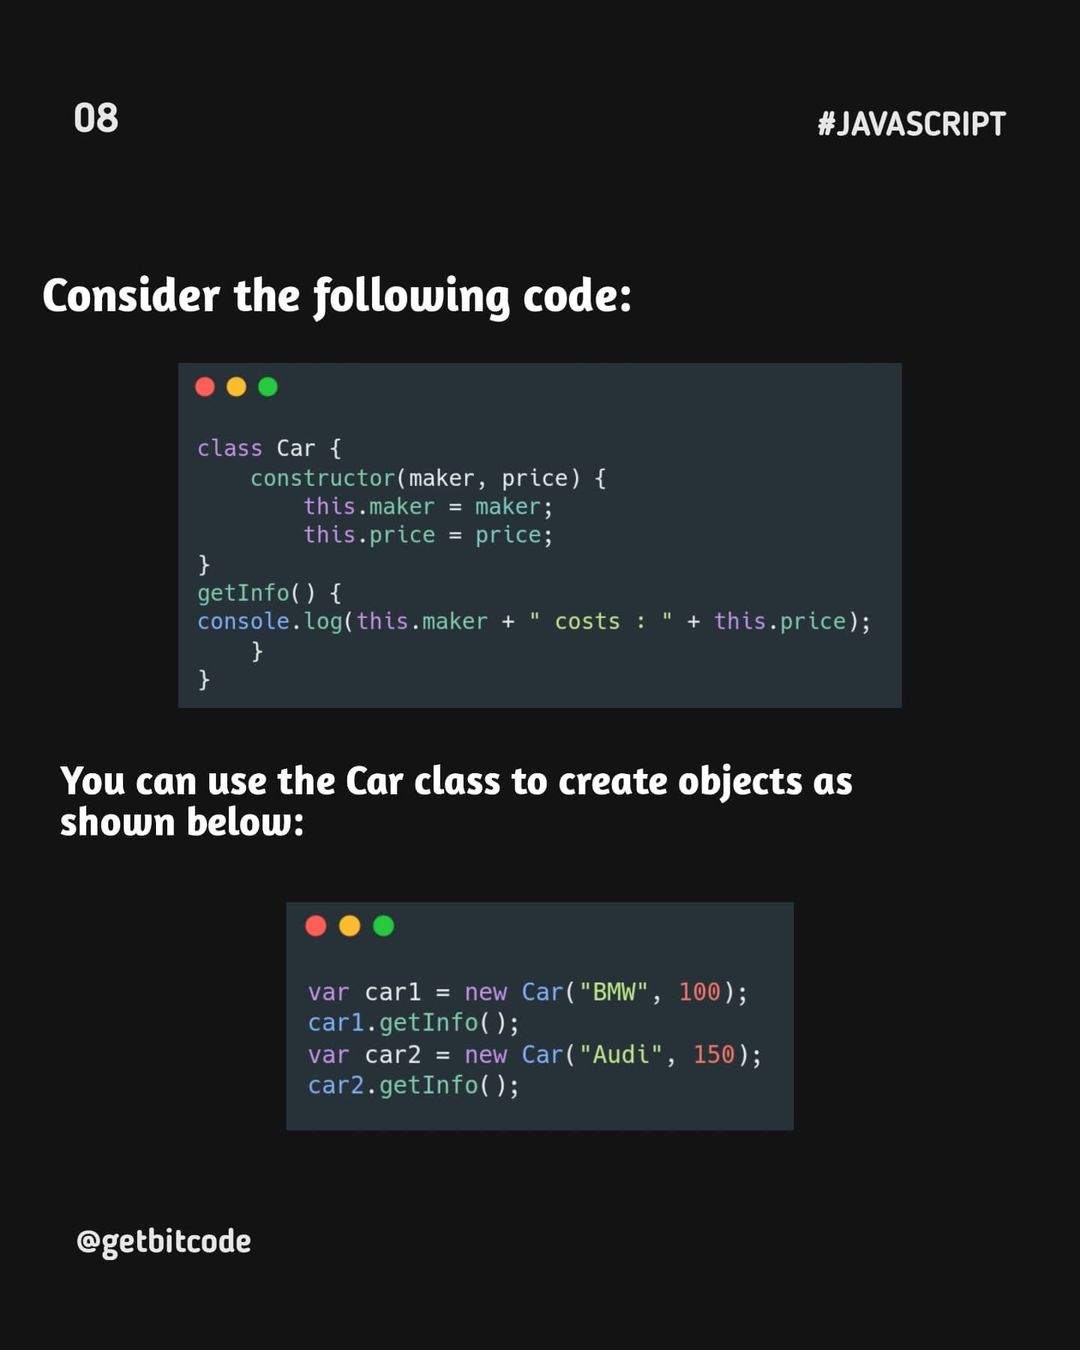 08
#JAVASCRIPT
Consider the following code:
class Car {
    constructor(maker, price) {
        this.maker = maker;
        this.price = price;
}
getInfo() {
console.log(this.maker + " costs : " + this.price);
    }
}
You can use the Car class to create objects as
shown below:
var car1 = new Car("BMW", 100);
car1.getInfo();
var car2 = new Car("Audi", 150);
car2.getInfo();
@getbitcode